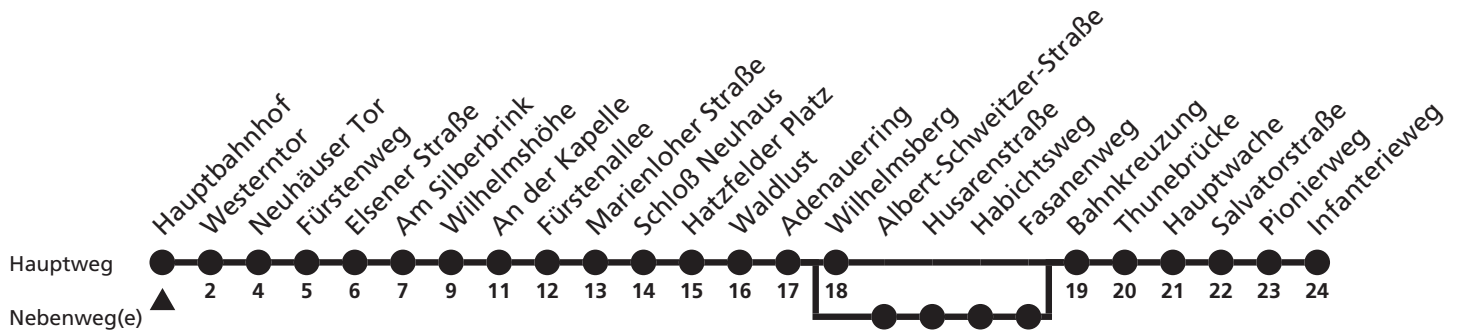 Hauptbahnhof
Westerntor
Neuhäuser Tor
Fürstenweg
Elsener Straße
Am Silberbrink
Wilhelmshöhe
An der Kapelle
Fürstenallee
Marienloher Straße
Schloß Neuhaus
Hatzfelder Platz
Waldlust
Adenauerring
Wilhelmsberg
Albert-Schweitzer-Straße
Husarenstraße
Habichtsweg
Fasanenweg
Bahnkreuzung
Thunebrücke
Hauptwache
Salvatorstraße
Pionierweg
Infanterieweg
Hauptweg
2 4 5 6 7 9 11 12 13 14 15 16 17 18 19 20 21 22 23 24
Nebenweg(e)